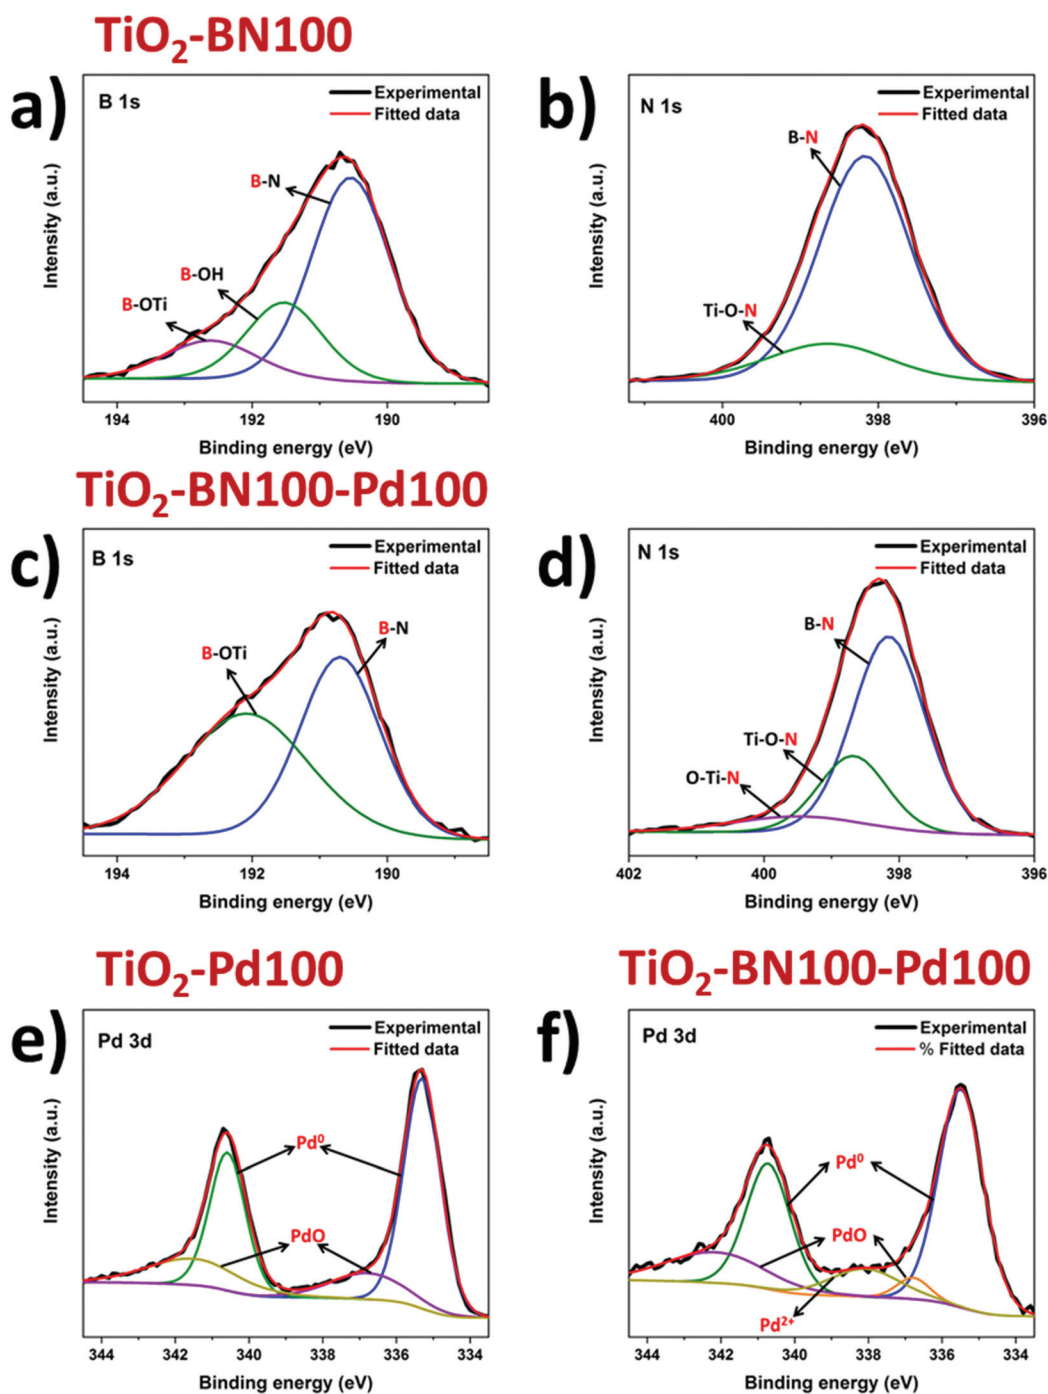 TiO₂-BN100
a)
B 1s
Experimental
Fitted data
B-N
B-OH
B-OTi
Intensity (a.u.)
194 192 190
Binding energy (eV)
b)
N 1s
Experimental
Fitted data
B-N
Ti-O-N
Intensity (a.u.)
400 398 396
Binding energy (eV)
TiO₂-BN100-Pd100
c)
B 1s
Experimental
Fitted data
B-N
B-OTi
Intensity (a.u.)
194 192 190
Binding energy (eV)
d)
N 1s
Experimental
Fitted data
B-N
Ti-O-N
O-Ti-N
Intensity (a.u.)
402 400 398 396
Binding energy (eV)
TiO₂-Pd100
e)
Pd 3d
Experimental
Fitted data
Pd⁰
PdO
Intensity (a.u.)
344 342 340 338 336 334
Binding energy (eV)
TiO₂-BN100-Pd100
f)
Pd 3d
Experimental
% Fitted data
Pd⁰
PdO
Pd²⁺
Intensity (a.u.)
344 342 340 338 336 334
Binding energy (eV)